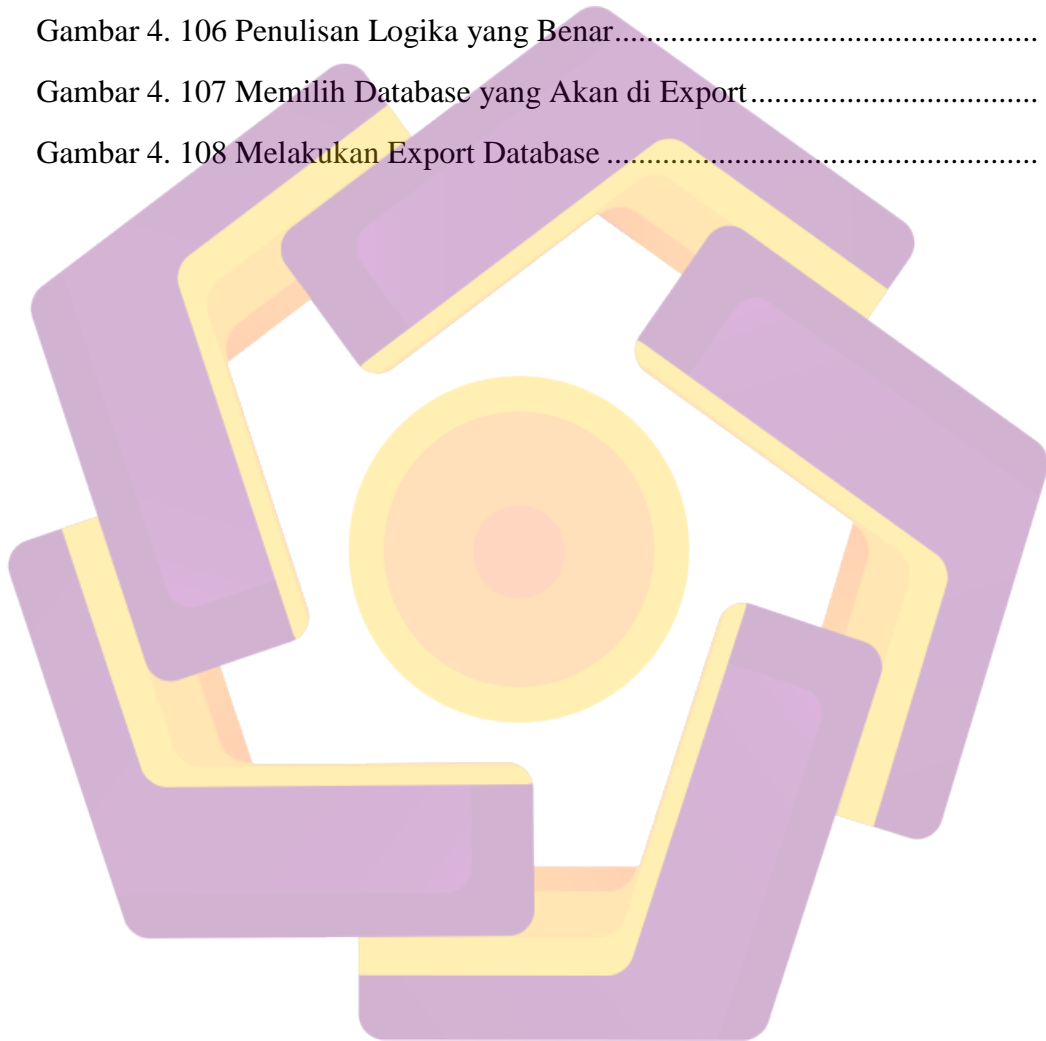 Gambar 4. 106 Penulisan Logika yang Benar.....................................................
Gambar 4. 107 Memilih Database yang Akan di Export....................................
Gambar 4. 108 Melakukan Export Database ......................................................